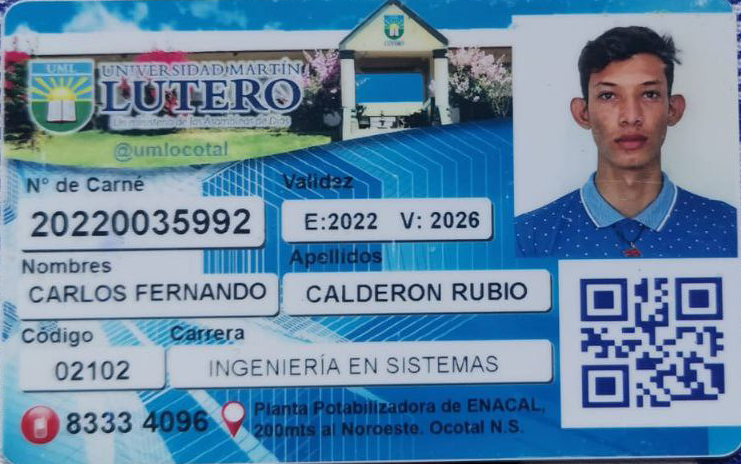 LUTERO
UML
UNIVERSIDAD MARTÍN
LUTERO
Un ministerio de las Asambleas de Dios
@umlocotal
N° de Carné
Validez
20220035992
E:2022 V: 2026
Nombres
Apellidos
CARLOS FERNANDO
CALDERON RUBIO
Código
Carrera
02102
INGENIERÍA EN SISTEMAS
8333 4096
Planta Potabilizadora de ENACAL,
200mts al Noroeste. Ocotal N.S.